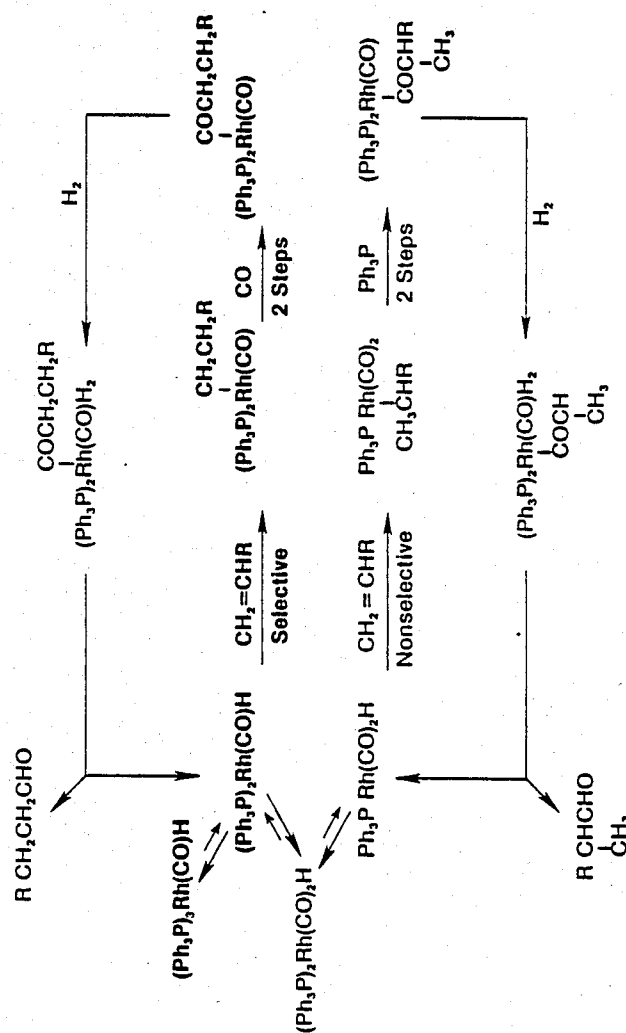 R CH₂CH₂CHO
COCH₂CH₂R
(Ph₃P)₂Rh(CO)H₂
H₂
(Ph₃P)₃Rh(CO)H
(Ph₃P)₂Rh(CO)H
CH₂=CHR
Selective
CH₂CH₂R
(Ph₃P)₂Rh(CO)
CO
2 Steps
COCH₂CH₂R
(Ph₃P)₂Rh(CO)
(Ph₃P)₂Rh(CO)₂H
Ph₃P Rh(CO)₂H
CH₂=CHR
Nonselective
Ph₃P Rh(CO)₂
CH₃CHR
Ph₃P
2 Steps
(Ph₃P)₂Rh(CO)
COCHR
CH₃
R CHCHO
CH₃
(Ph₃P)₂Rh(CO)H₂
COCH
CH₃
H₂